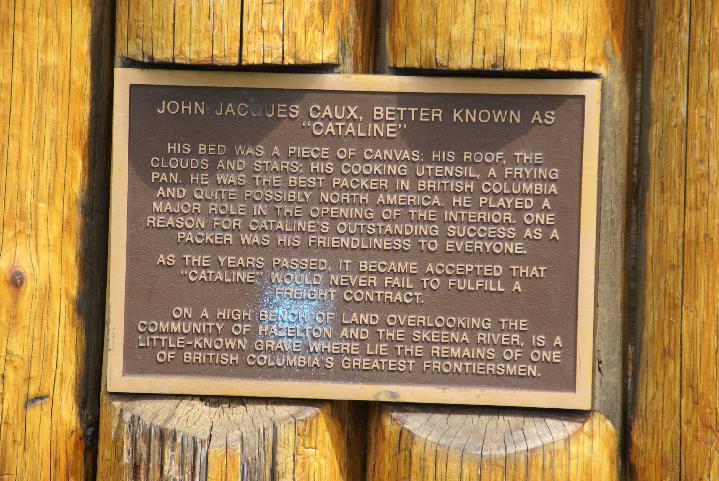 JOHN JACQUES CAUX, BETTER KNOWN AS
"CATALINE"
HIS BED WAS A PIECE OF CANVAS; HIS ROOF, THE
CLOUDS AND STARS; HIS COOKING UTENSIL, A FRYING
PAN. HE WAS THE BEST PACKER IN BRITISH COLUMBIA
AND QUITE POSSIBLY NORTH AMERICA. HE PLAYED A
MAJOR ROLE IN THE OPENING OF THE INTERIOR. ONE
REASON FOR CATALINE'S OUTSTANDING SUCCESS AS A
PACKER WAS HIS FRIENDLINESS TO EVERYONE.
AS THE YEARS PASSED, IT BECAME ACCEPTED THAT
"CATALINE" WOULD NEVER FAIL TO FULFILL A
FREIGHT CONTRACT.
ON A HIGH BENCH OF LAND OVERLOOKING THE
COMMUNITY OF HAZELTON AND THE SKEENA RIVER, IS A
LITTLE-KNOWN GRAVE WHERE LIE THE REMAINS OF ONE
OF BRITISH COLUMBIA'S GREATEST FRONTIERSMEN.